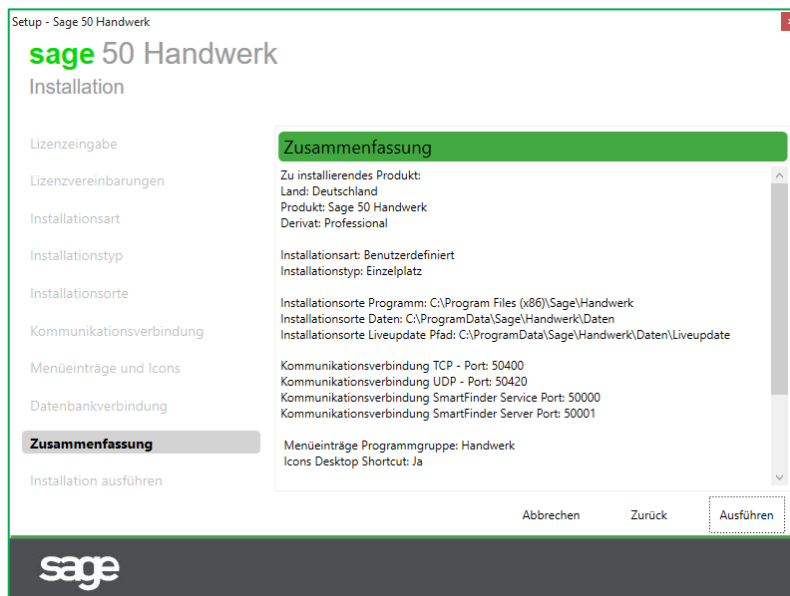 Setup - Sage 50 Handwerk
sage 50 Handwerk
Installation
Lizenzeingabe
Lizenzvereinbarungen
Installationsart
Installationstyp
Installationsorte
Kommunikationsverbindung
Menüeinträge und Icons
Datenbankverbindung
Zusammenfassung
Installation ausführen
Zusammenfassung
Zu installierendes Produkt:
Land: Deutschland
Produkt: Sage 50 Handwerk
Derivat: Professional
Installationsart: Benutzerdefiniert
Installationstyp: Einzelplatz
Installationsorte Programm: C:\Program Files (x86)\Sage\Handwerk
Installationsorte Daten: C:\ProgramData\Sage\Handwerk\Daten
Installationsorte Liveupdate Pfad: C:\ProgramData\Sage\Handwerk\Daten\Liveupdate
Kommunikationsverbindung TCP - Port: 50400
Kommunikationsverbindung UDP - Port: 50420
Kommunikationsverbindung SmartFinder Service Port: 50000
Kommunikationsverbindung SmartFinder Server Port: 50001
Menüeinträge Programmgruppe: Handwerk
Icons Desktop Shortcut: Ja
Abbrechen Zurück Ausführen
sage